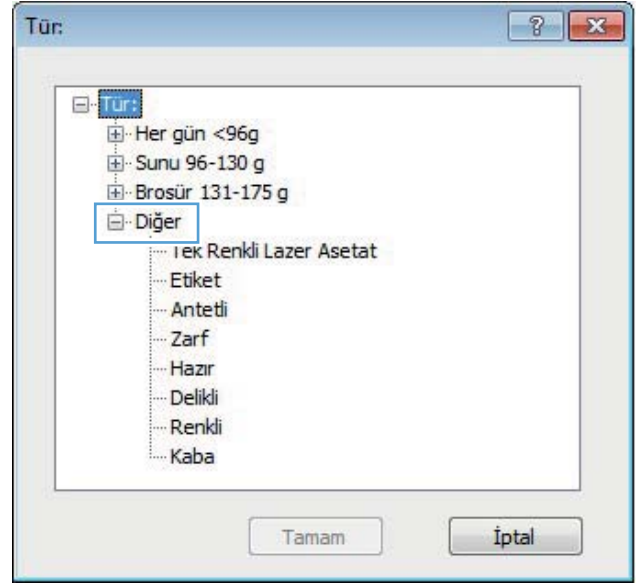 Tür:
Tür:
Her gün <96g
Sunu 96-130 g
Brosür 131-175 g
Diğer
Tek Renkli Lazer Asetat
Etiket
Antetli
Zarf
Hazır
Delikli
Renkli
Kaba
Tamam
İptal